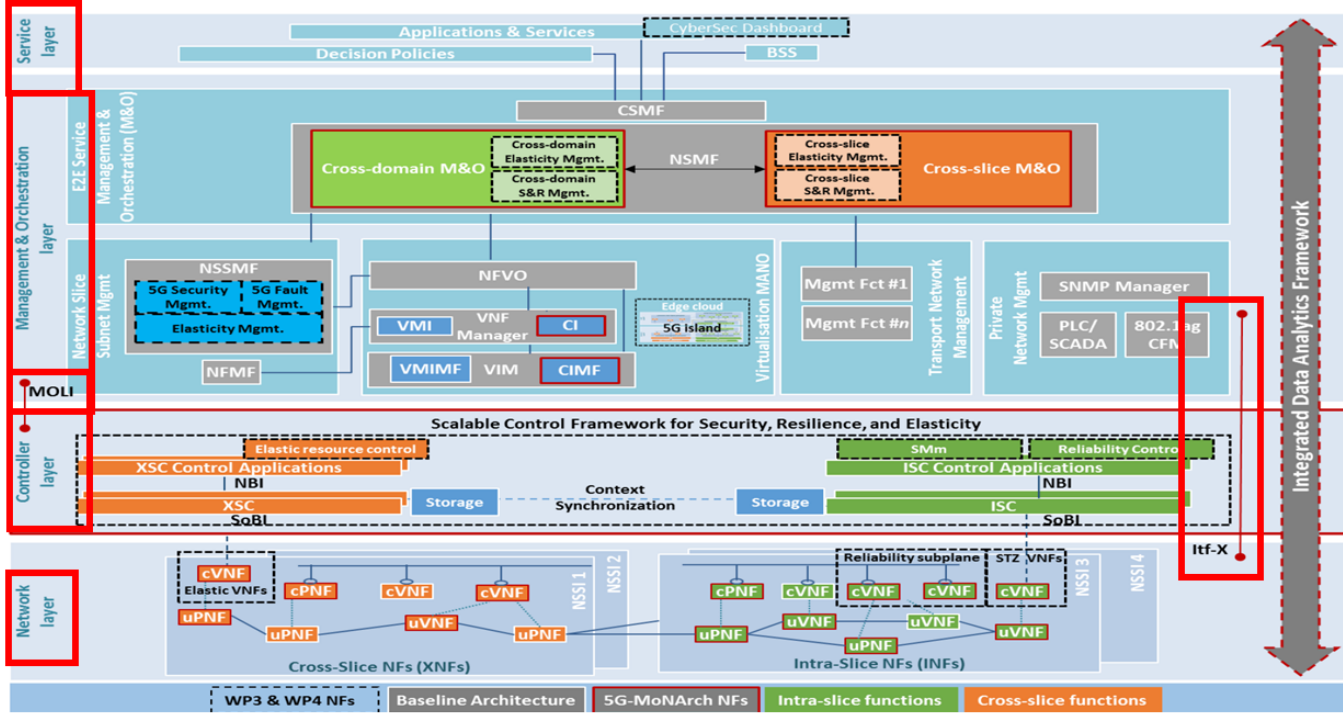 Service
layer
Applications & Services
CyberSec Dashboard
Decision Policies
BSS
Management & Orchestration
layer
E2E Service
Management &
Orchestration (M&O)
CSMF
Cross-domain M&O
Cross-domain
Elasticity Mgmt.
Cross-domain
S&R Mgmt.
NSMF
Cross-slice
Elasticity Mgmt.
Cross-slice
S&R Mgmt.
Cross-slice M&O
Network Slice
Subnet Mgmt
NSSMF
5G Security
Mgmt.
5G Fault
Mgmt.
Elasticity Mgmt.
NFMF
NFVO
VMI
VNF
Manager
CI
VMIMF
VIM
CIMF
Edge cloud
5G Island
Virtualisation MANO
Mgmt Fct #1
Mgmt Fct #n
Transport Network
Management
Private
Network Mgmt
SNMP Manager
PLC/
SCADA
802.1ag
CFM
Integrated Data Analytics Framework
MOLI
Controller
layer
Scalable Control Framework for Security, Resilience, and Elasticity
Elastic resource control
XSC Control Applications
NBI
XSC
SoBI
Storage
Context
Synchronization
Storage
SMm
Reliability Control
ISC Control Applications
NBI
ISC
SoBI
Itf-X
Network
layer
cVNF
Elastic VNFs
uPNF
cPNF
cVNF
cVNF
uPNF
uVNF
uPNF
NSSI 1
NSSI 2
Cross-Slice NFs (XNFs)
Reliability subplane
STZ VNFs
cPNF
cVNF
cVNF
cVNF
cVNF
uPNF
uVNF
uPNF
uVNF
uVNF
NSSI 3
NSSI 4
Intra-Slice NFs (INFs)
WP3 & WP4 NFs
Baseline Architecture
5G-MoNArch NFs
Intra-slice functions
Cross-slice functions